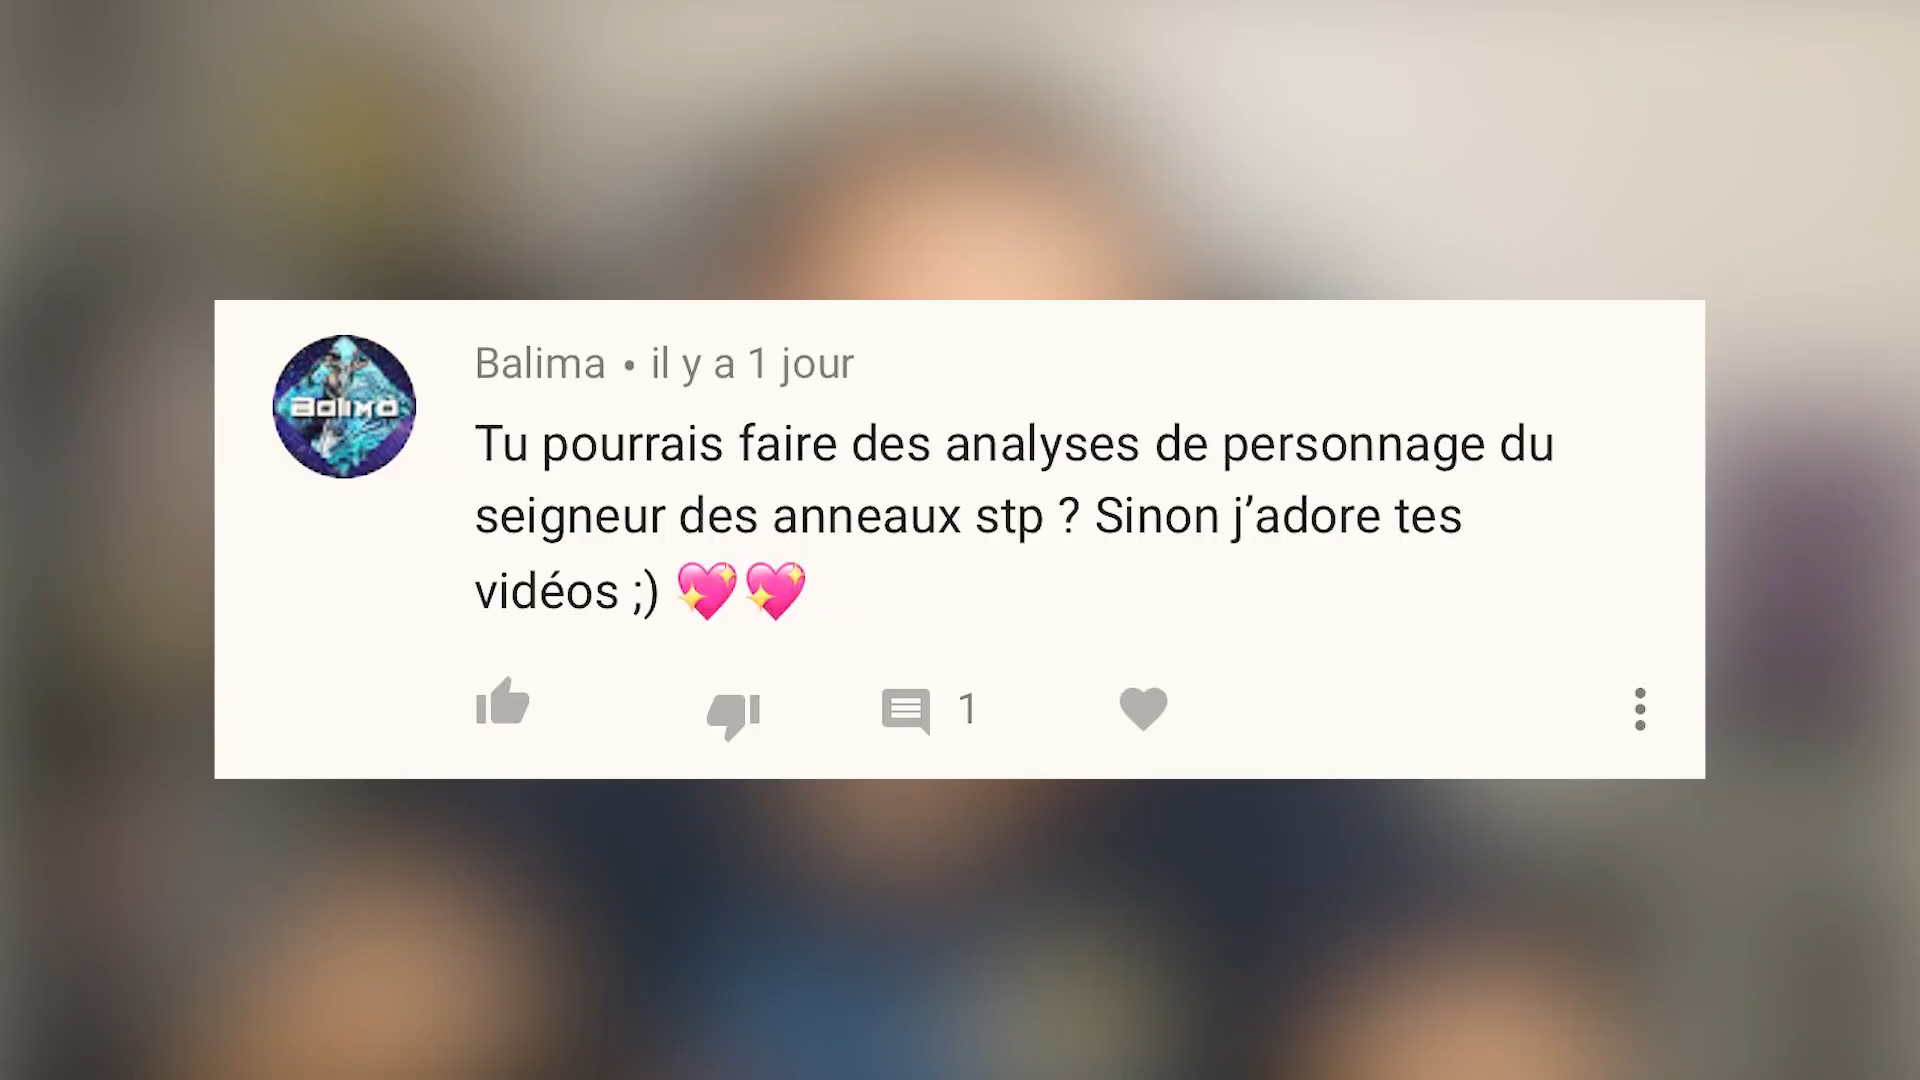 Balima
Balima • il y a 1 jour
Tu pourrais faire des analyses de personnage du
seigneur des anneaux stp ? Sinon j’adore tes
vidéos ;) 💖💖
1